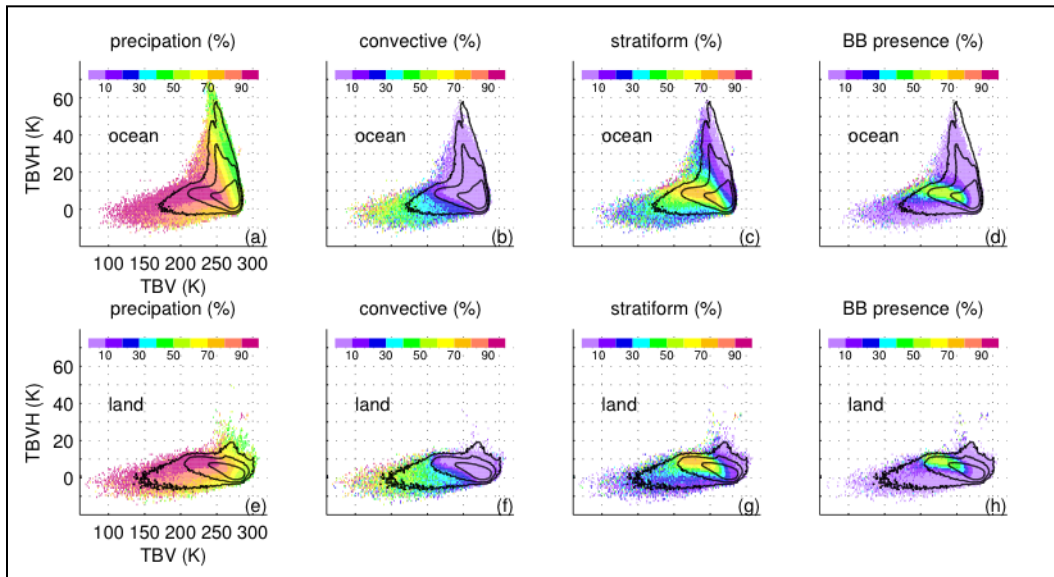 precipation (%) convective (%) stratiform (%) BB presence (%)
10 30 50 70 90 10 30 50 70 90 10 30 50 70 90 10 30 50 70 90
60
40
20
0
TBVH (K)
ocean ocean ocean ocean
(a) (b) (c) (d)
100 150 200 250 300
TBV (K)
precipation (%) convective (%) stratiform (%) BB presence (%)
10 30 50 70 90 10 30 50 70 90 10 30 50 70 90 10 30 50 70 90
60
40
20
0
TBVH (K)
land land land land
(e) (f) (g) (h)
100 150 200 250 300
TBV (K)